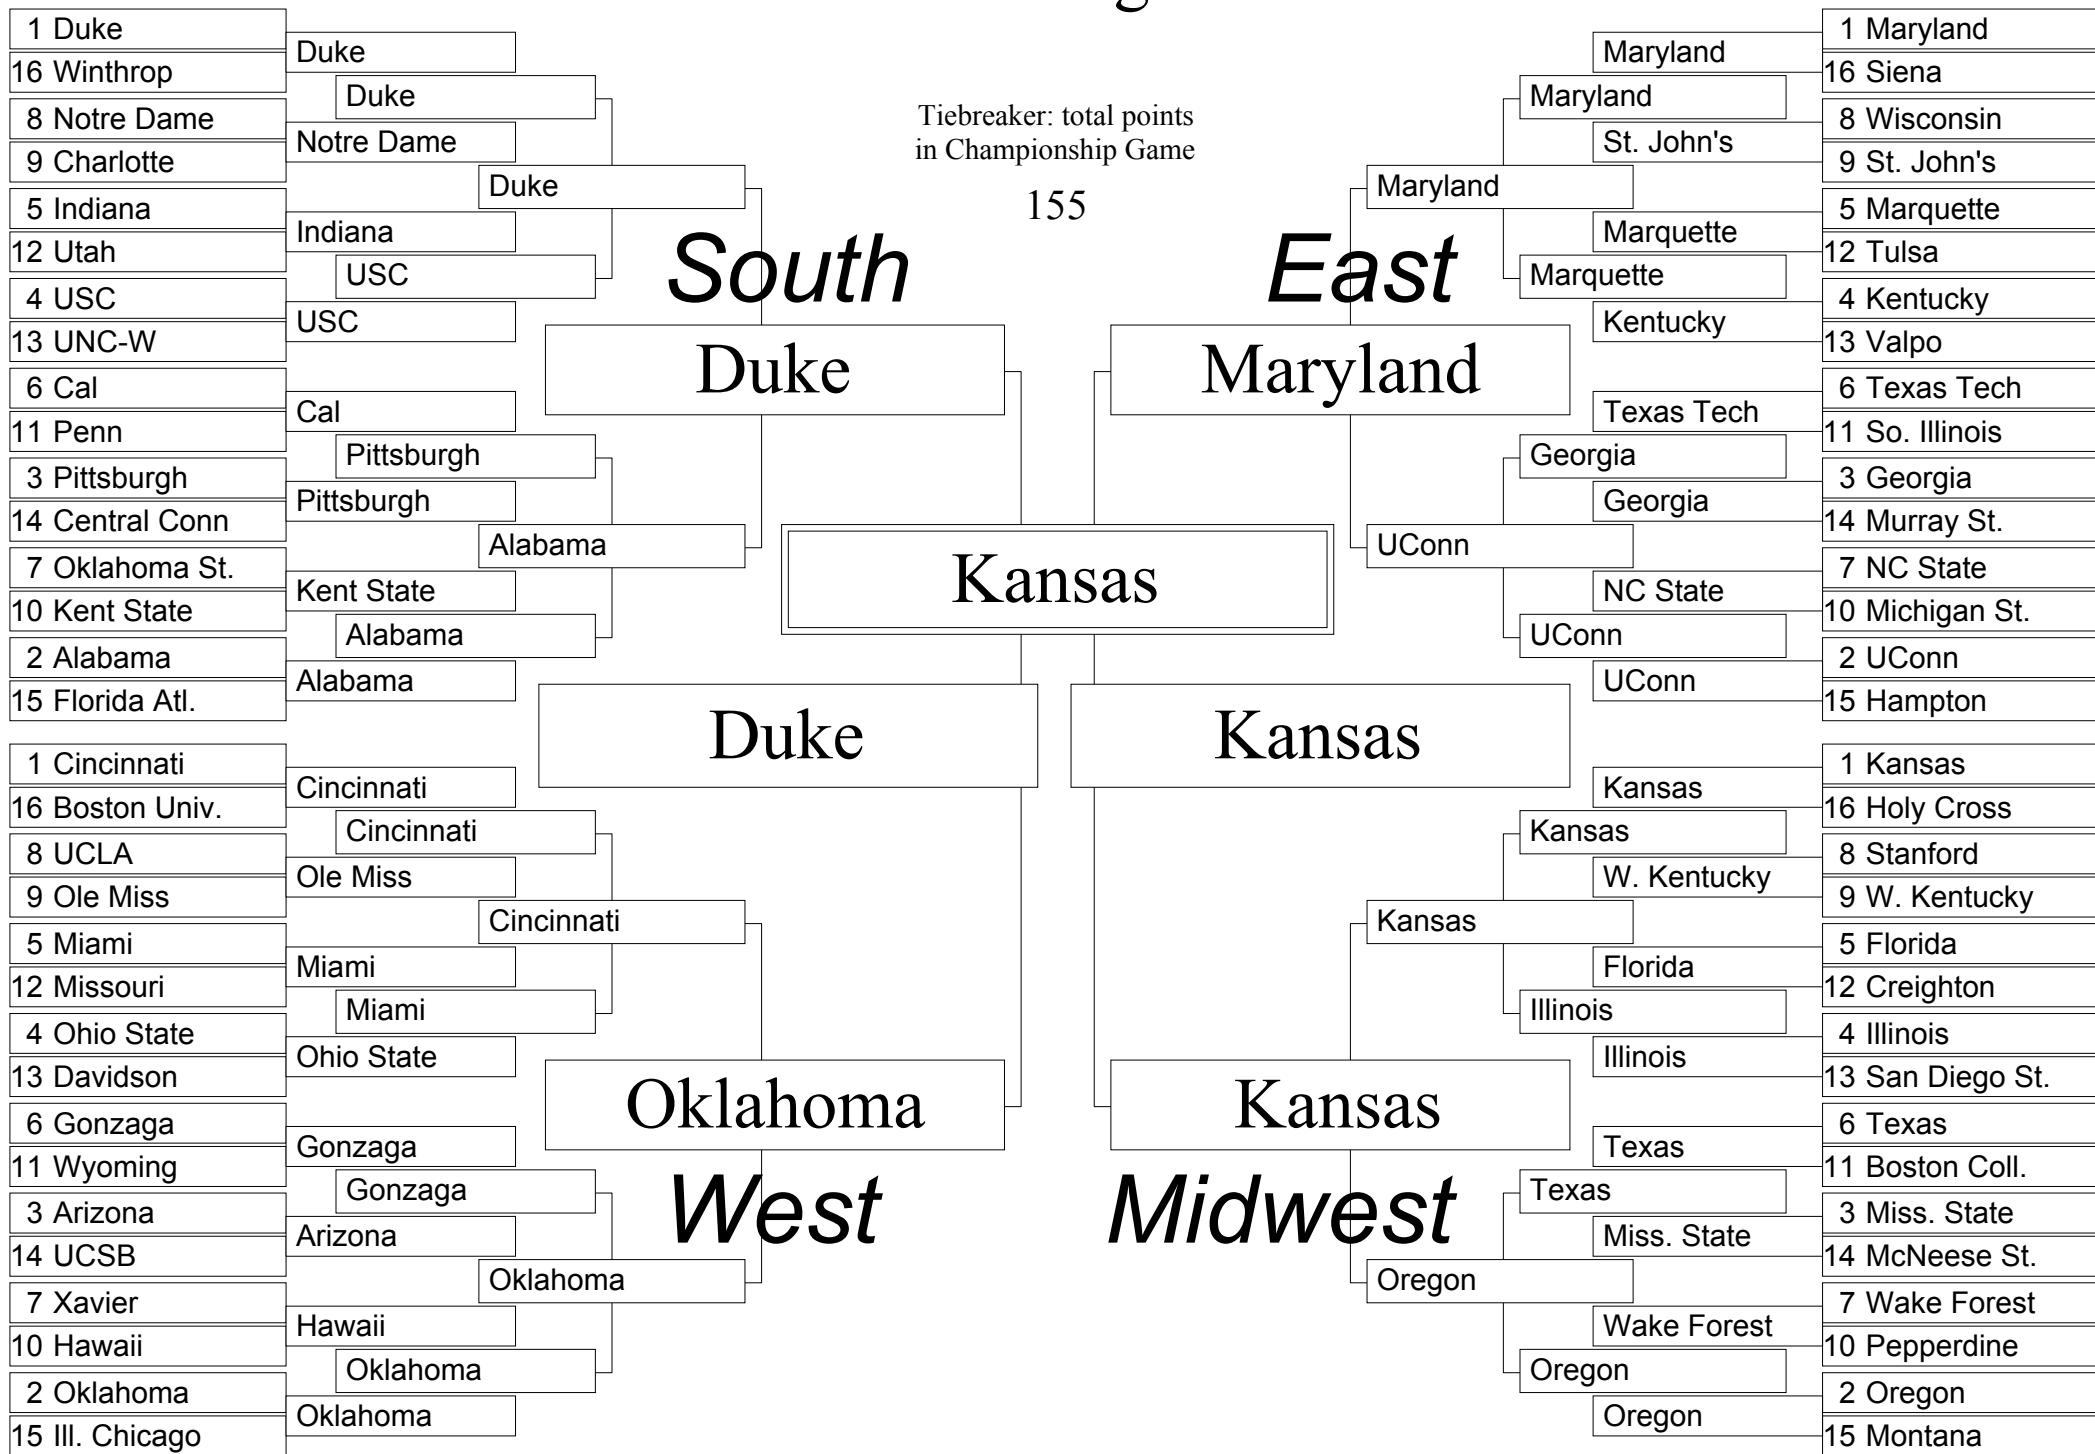 g
1 Duke
16 Winthrop
8 Notre Dame
9 Charlotte
5 Indiana
12 Utah
4 USC
13 UNC-W
6 Cal
11 Penn
3 Pittsburgh
14 Central Conn
7 Oklahoma St.
10 Kent State
2 Alabama
15 Florida Atl.
Duke
Notre Dame
Indiana
USC
Cal
Pittsburgh
Kent State
Alabama
Duke
USC
Pittsburgh
Alabama
Duke
Alabama
South
Duke
1 Cincinnati
16 Boston Univ.
8 UCLA
9 Ole Miss
5 Miami
12 Missouri
4 Ohio State
13 Davidson
6 Gonzaga
11 Wyoming
3 Arizona
14 UCSB
7 Xavier
10 Hawaii
2 Oklahoma
15 Ill. Chicago
Cincinnati
Ole Miss
Miami
Ohio State
Gonzaga
Arizona
Hawaii
Oklahoma
Cincinnati
Miami
Gonzaga
Oklahoma
Cincinnati
Oklahoma
Oklahoma
West
Tiebreaker: total points
in Championship Game
155
Kansas
Duke
Kansas
East
Maryland
Maryland
UConn
Maryland
Marquette
Georgia
UConn
Maryland
St. John's
Marquette
Kentucky
Texas Tech
Georgia
NC State
UConn
1 Maryland
16 Siena
8 Wisconsin
9 St. John's
5 Marquette
12 Tulsa
4 Kentucky
13 Valpo
6 Texas Tech
11 So. Illinois
3 Georgia
14 Murray St.
7 NC State
10 Michigan St.
2 UConn
15 Hampton
Kansas
Midwest
Kansas
Oregon
Kansas
Illinois
Texas
Oregon
Kansas
W. Kentucky
Florida
Illinois
Texas
Miss. State
Wake Forest
Oregon
1 Kansas
16 Holy Cross
8 Stanford
9 W. Kentucky
5 Florida
12 Creighton
4 Illinois
13 San Diego St.
6 Texas
11 Boston Coll.
3 Miss. State
14 McNeese St.
7 Wake Forest
10 Pepperdine
2 Oregon
15 Montana